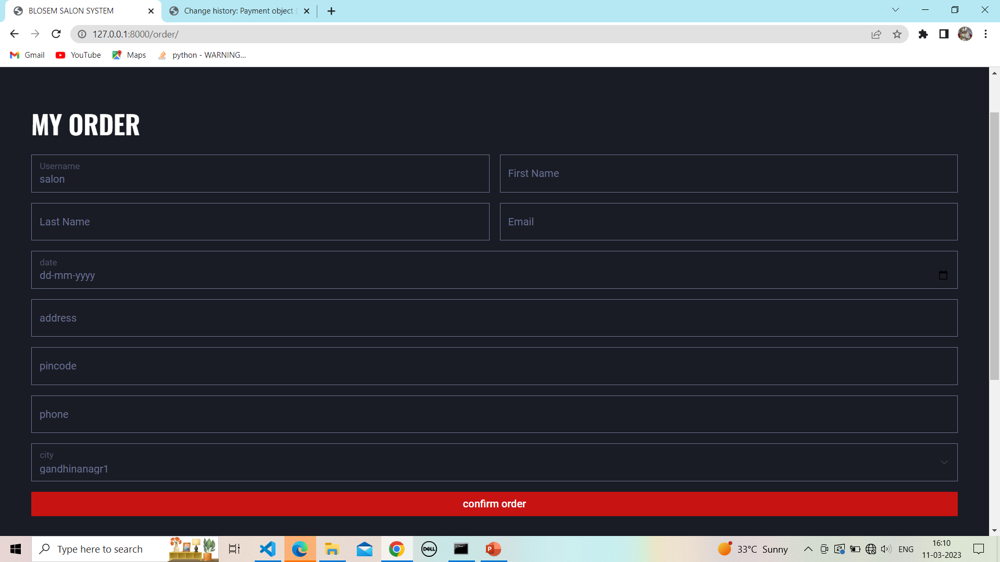 BLOSEM SALON SYSTEM
Change history: Payment object (
127.0.0.1:8000/order/
Gmail
YouTube
Maps
python - WARNING...
MY ORDER
Username
salon
First Name
Last Name
Email
date
dd-mm-yyyy
address
pincode
phone
city
gandhinanagr1
confirm order
Type here to search
DELL
33°C Sunny
ENG
16:10
11-03-2023